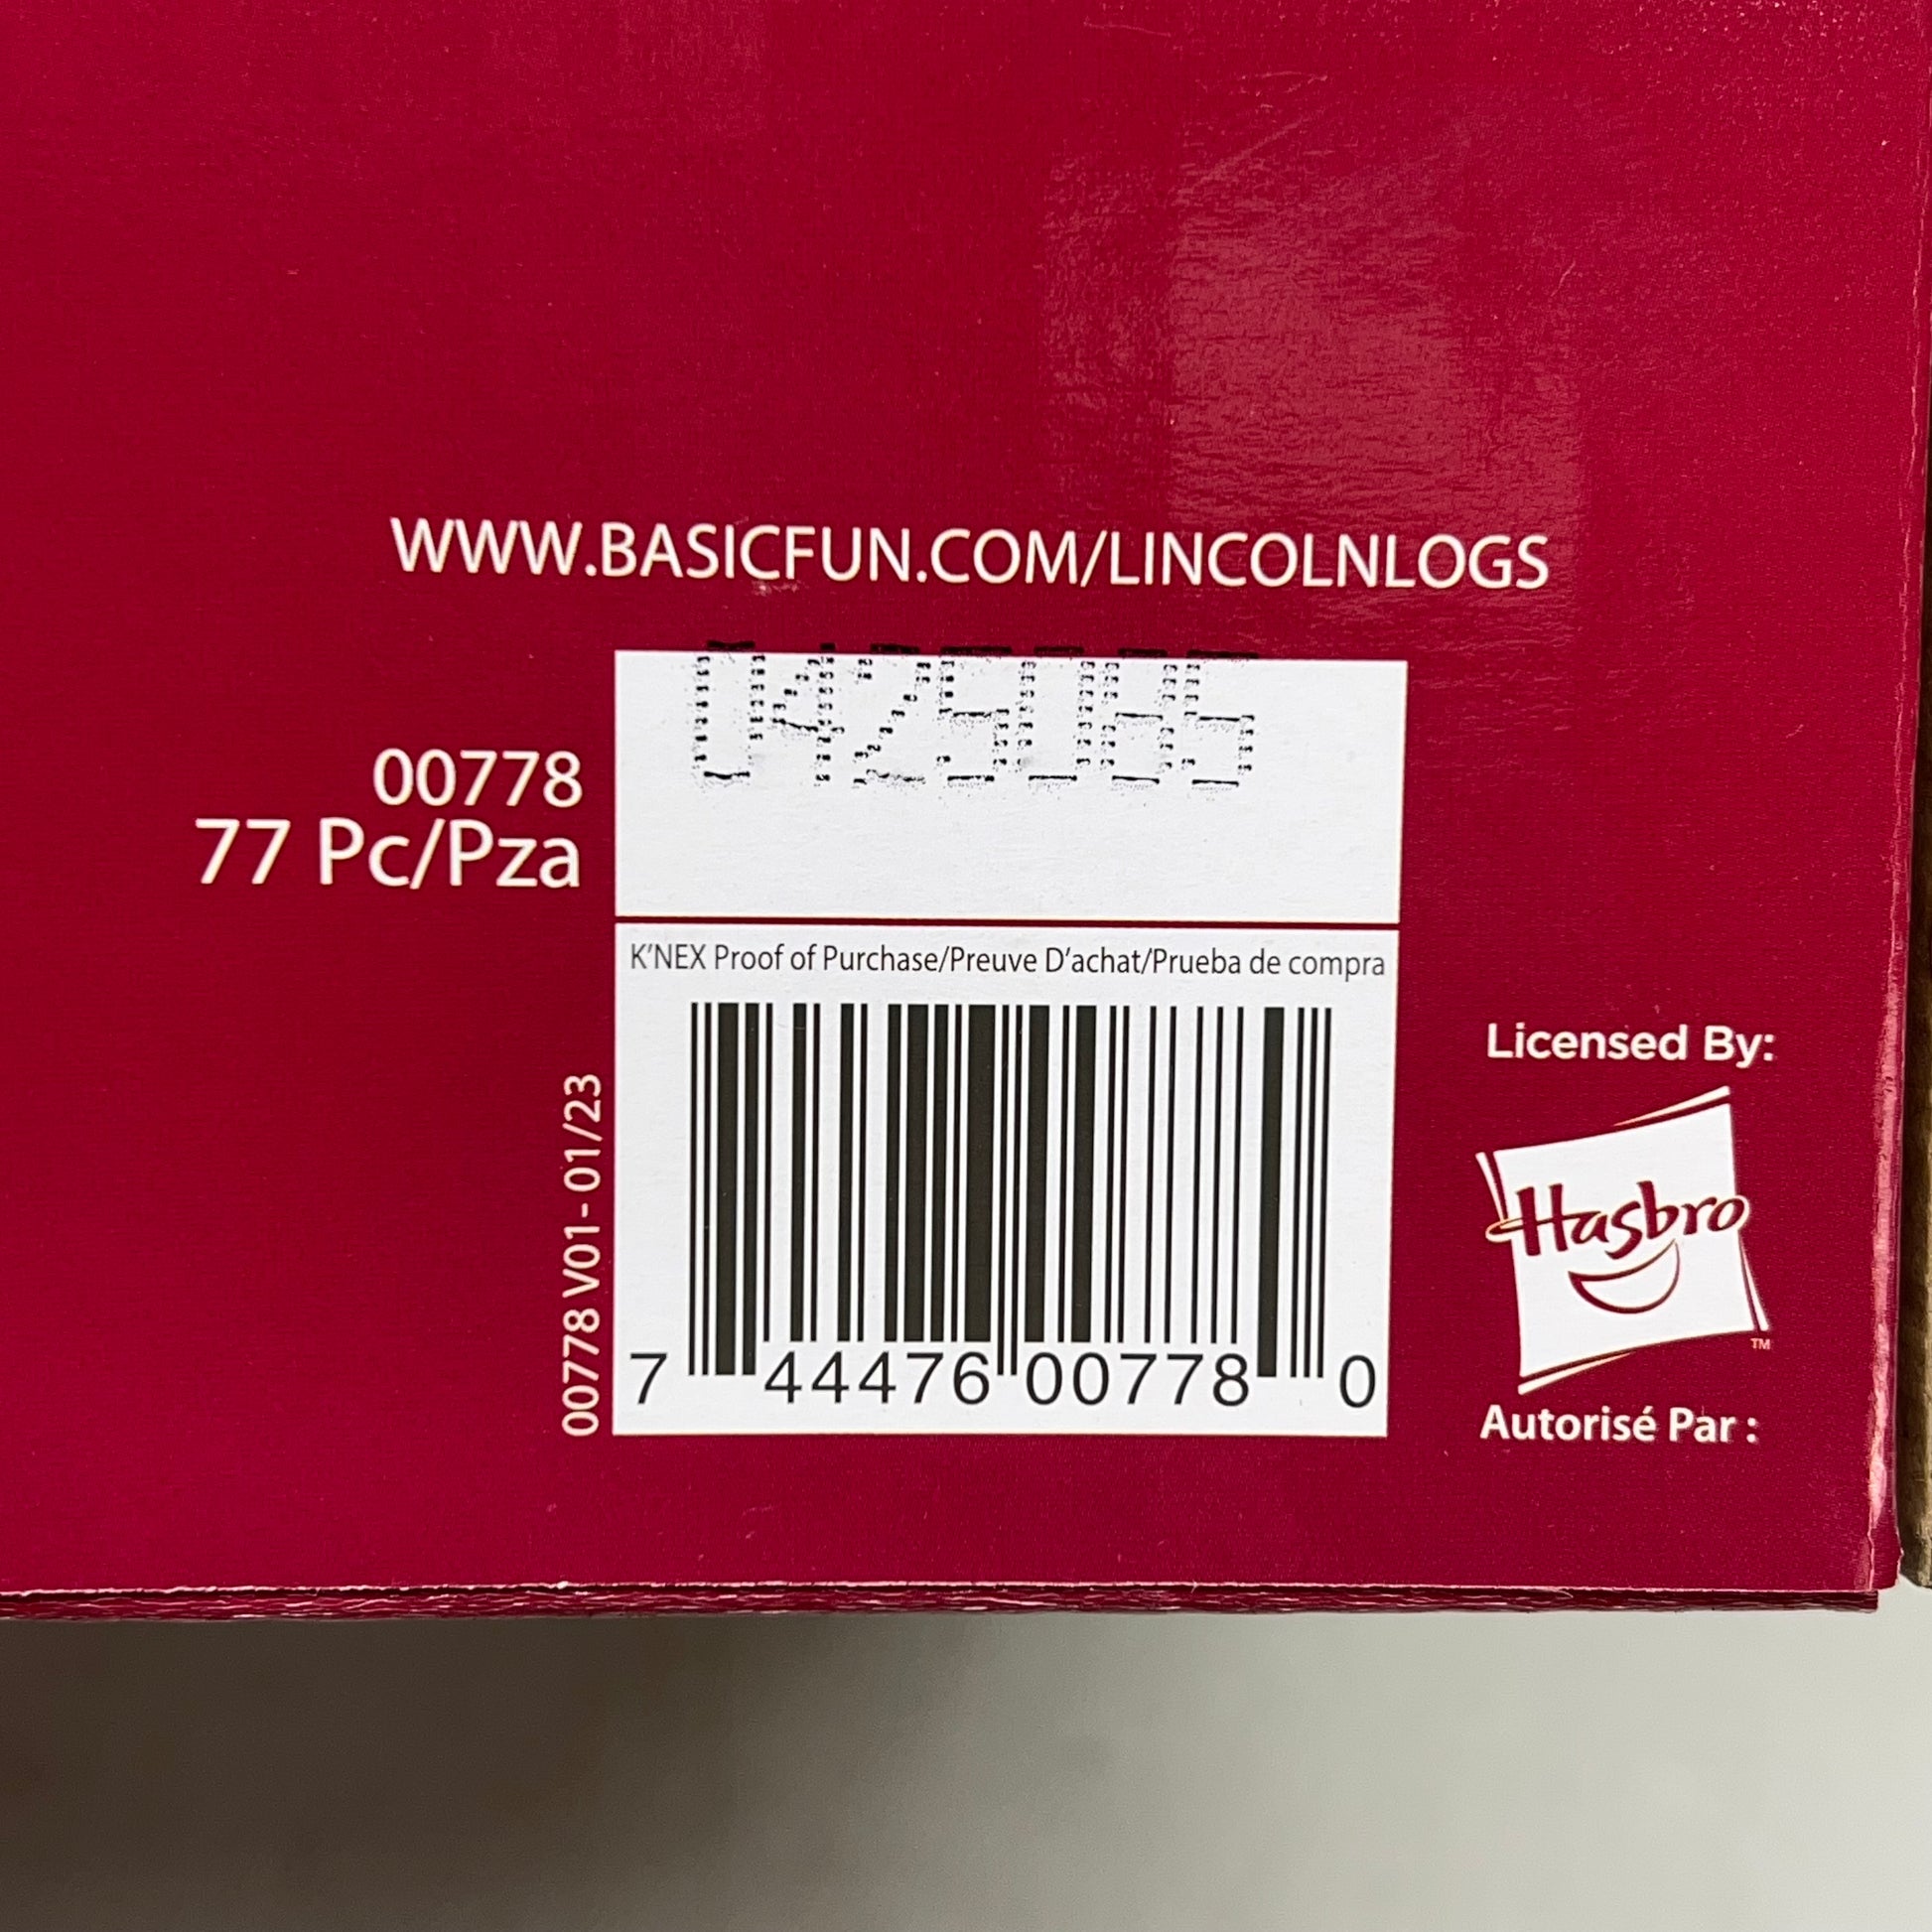 WWW.BASICFUN.COM/LINCOLNLOGS
00778
77 Pc/Pza
K'NEX Proof of Purchase/Preuve D'achat/Prueba de compra
00778 V01- 01/23
7 44476 00778 0
Licensed By:
Hasbro
TM
Autorisé Par :